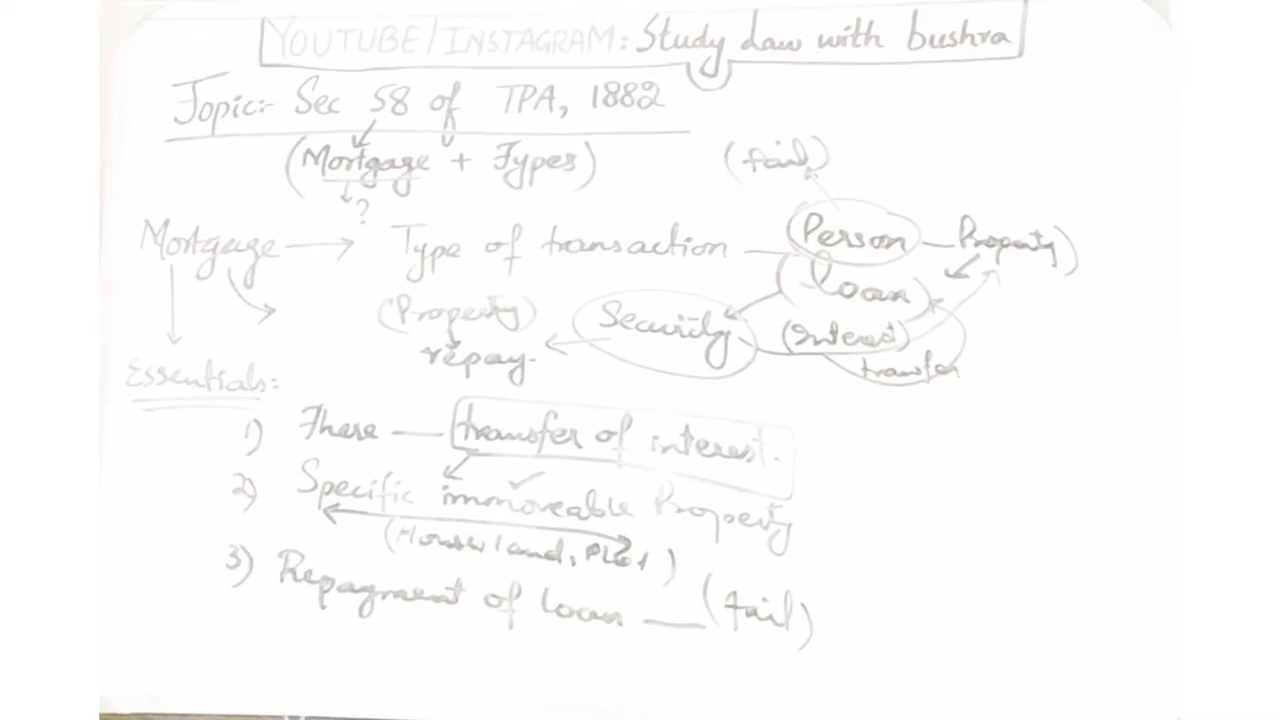 YOUTUBE/INSTAGRAM: Study Law with bushra
Topic:- Sec 58 of TPA, 1882
(Mortgage + Types)
(fail)
?
Mortgage → Type of transaction — Person — Property)
loan
(Property) Security (Interest)
repay. transfer
Essentials:
1) There — transfer of interest.
2) Specific immoveable Property
(House, land, Plot)
3) Repayment of loan — (fail)